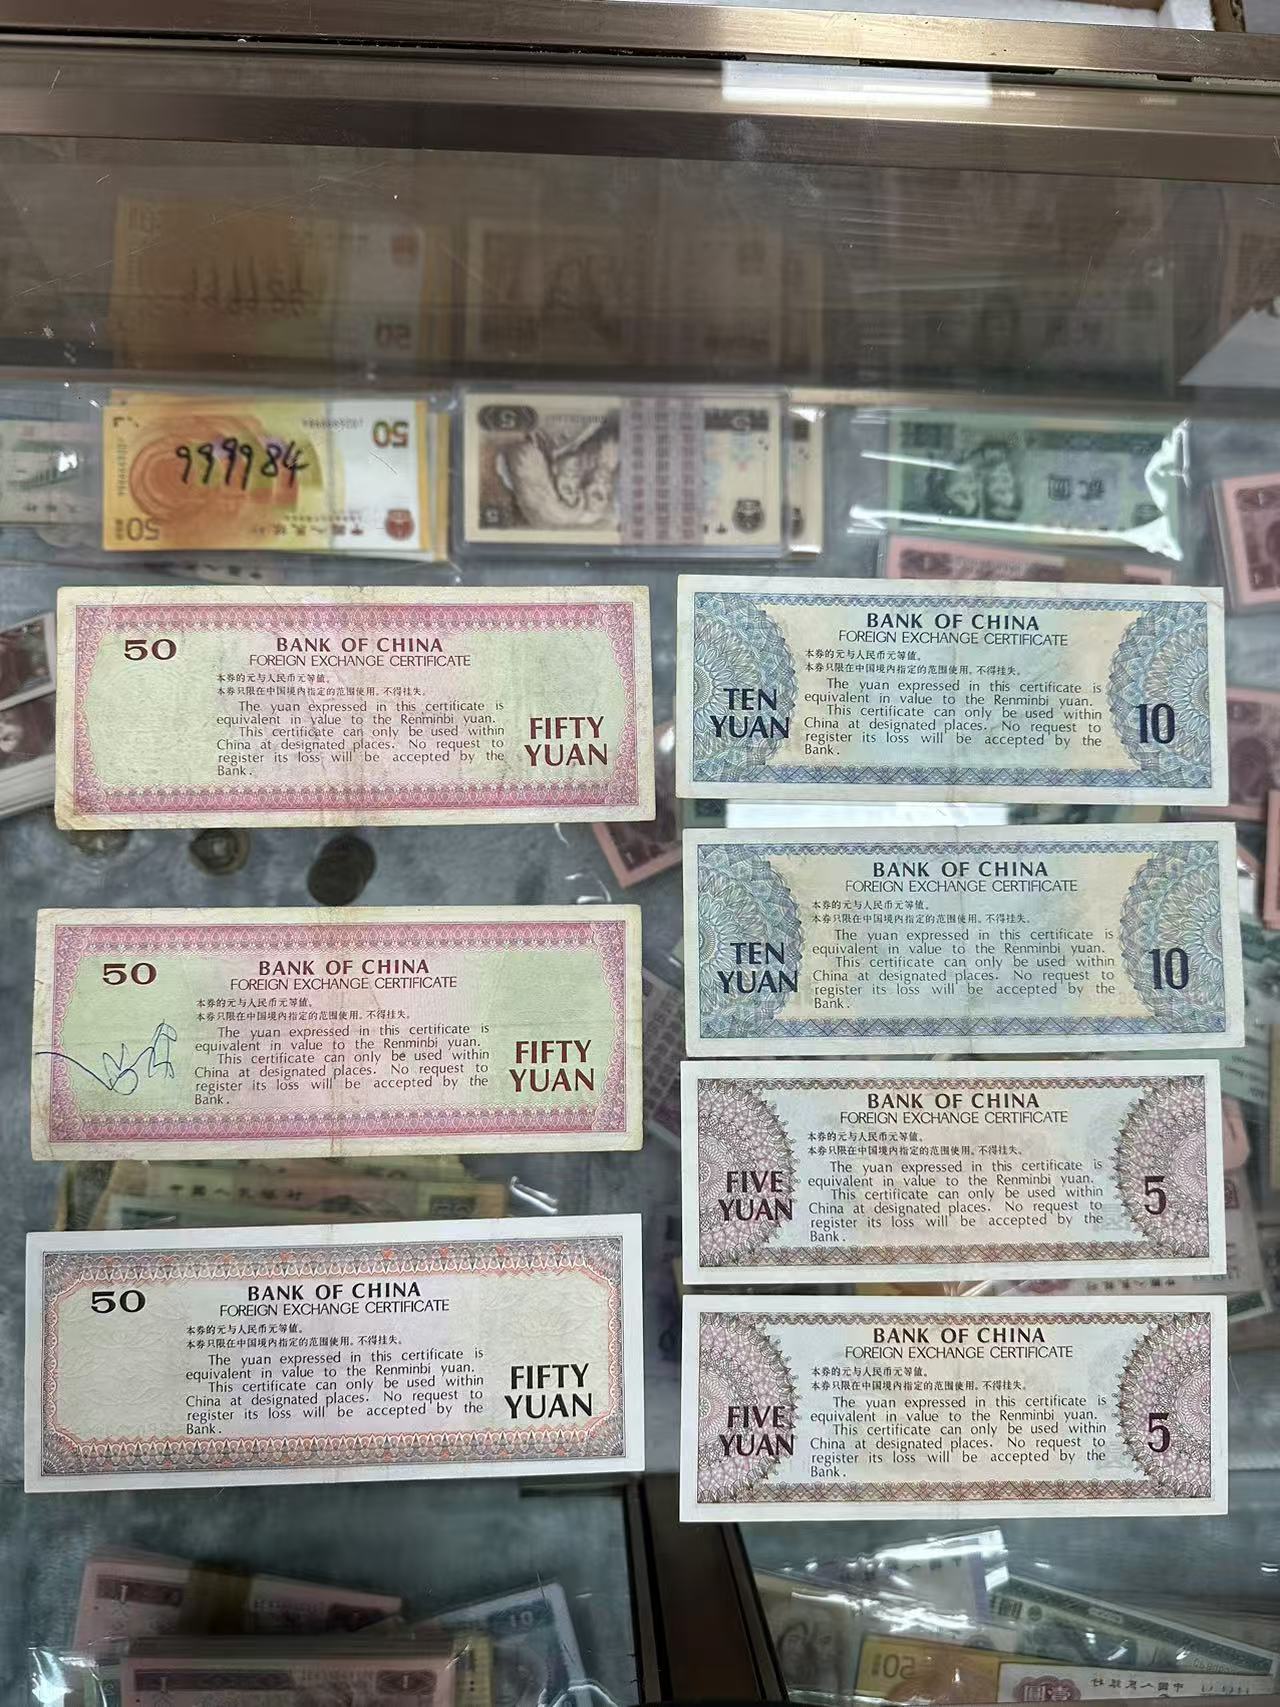 999984
50
50
5
贰圆
50
BANK OF CHINA
FOREIGN EXCHANGE CERTIFICATE
本券的元与人民币元等值。
本券只限在中国境内指定的范围使用。不得挂失。
The yuan expressed in this certificate is
equivalent in value to the Renminbi yuan.
This certificate can only be used within
China at designated places. No request to
register its loss will be accepted by the
Bank.
FIFTY
YUAN
50
BANK OF CHINA
FOREIGN EXCHANGE CERTIFICATE
本券的元与人民币元等值。
本券只限在中国境内指定的范围使用。不得挂失。
The yuan expressed in this certificate is
equivalent in value to the Renminbi yuan.
This certificate can only be used within
China at designated places. No request to
register its loss will be accepted by the
Bank.
FIFTY
YUAN
中国人民银行
50
BANK OF CHINA
FOREIGN EXCHANGE CERTIFICATE
本券的元与人民币元等值。
本券只限在中国境内指定的范围使用。不得挂失。
The yuan expressed in this certificate is
equivalent in value to the Renminbi yuan.
This certificate can only be used within
China at designated places. No request to
register its loss will be accepted by the
Bank.
FIFTY
YUAN
BANK OF CHINA
FOREIGN EXCHANGE CERTIFICATE
本券的元与人民币元等值。
本券只限在中国境内指定的范围使用。不得挂失。
The yuan expressed in this certificate is
equivalent in value to the Renminbi yuan.
This certificate can only be used within
China at designated places. No request to
register its loss will be accepted by the
Bank.
TEN
YUAN
10
BANK OF CHINA
FOREIGN EXCHANGE CERTIFICATE
本券的元与人民币元等值。
本券只限在中国境内指定的范围使用。不得挂失。
The yuan expressed in this certificate is
equivalent in value to the Renminbi yuan.
This certificate can only be used within
China at designated places. No request to
register its loss will be accepted by the
Bank.
TEN
YUAN
10
BANK OF CHINA
FOREIGN EXCHANGE CERTIFICATE
本券的元与人民币元等值。
本券只限在中国境内指定的范围使用。不得挂失。
The yuan expressed in this certificate is
equivalent in value to the Renminbi yuan.
This certificate can only be used within
China at designated places. No request to
register its loss will be accepted by the
Bank.
FIVE
YUAN
5
BANK OF CHINA
FOREIGN EXCHANGE CERTIFICATE
本券的元与人民币元等值。
本券只限在中国境内指定的范围使用。不得挂失。
The yuan expressed in this certificate is
equivalent in value to the Renminbi yuan.
This certificate can only be used within
China at designated places. No request to
register its loss will be accepted by the
Bank.
FIVE
YUAN
5
50